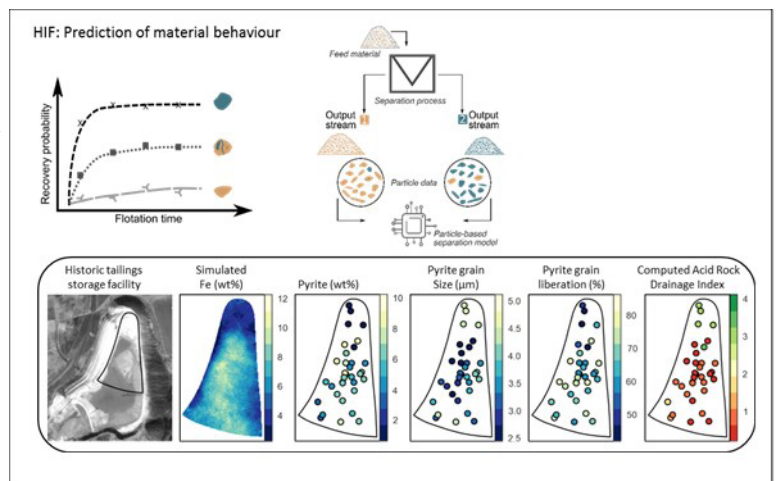 HIF: Prediction of material behaviour
Feed material
Separation process
Output
stream
1
2
Output
stream
Particle data
Particle-based
separation model
Recovery probability
Flotation time
Historic tailings
storage facility
Simulated
Fe (wt%)
Pyrite (wt%)
Pyrite grain
Size (µm)
Pyrite grain
liberation (%)
Computed Acid Rock
Drainage Index
12
10
8
6
4
10
8
6
4
2
5.0
4.5
4.0
3.5
3.0
2.5
80
70
60
50
4
3
2
1